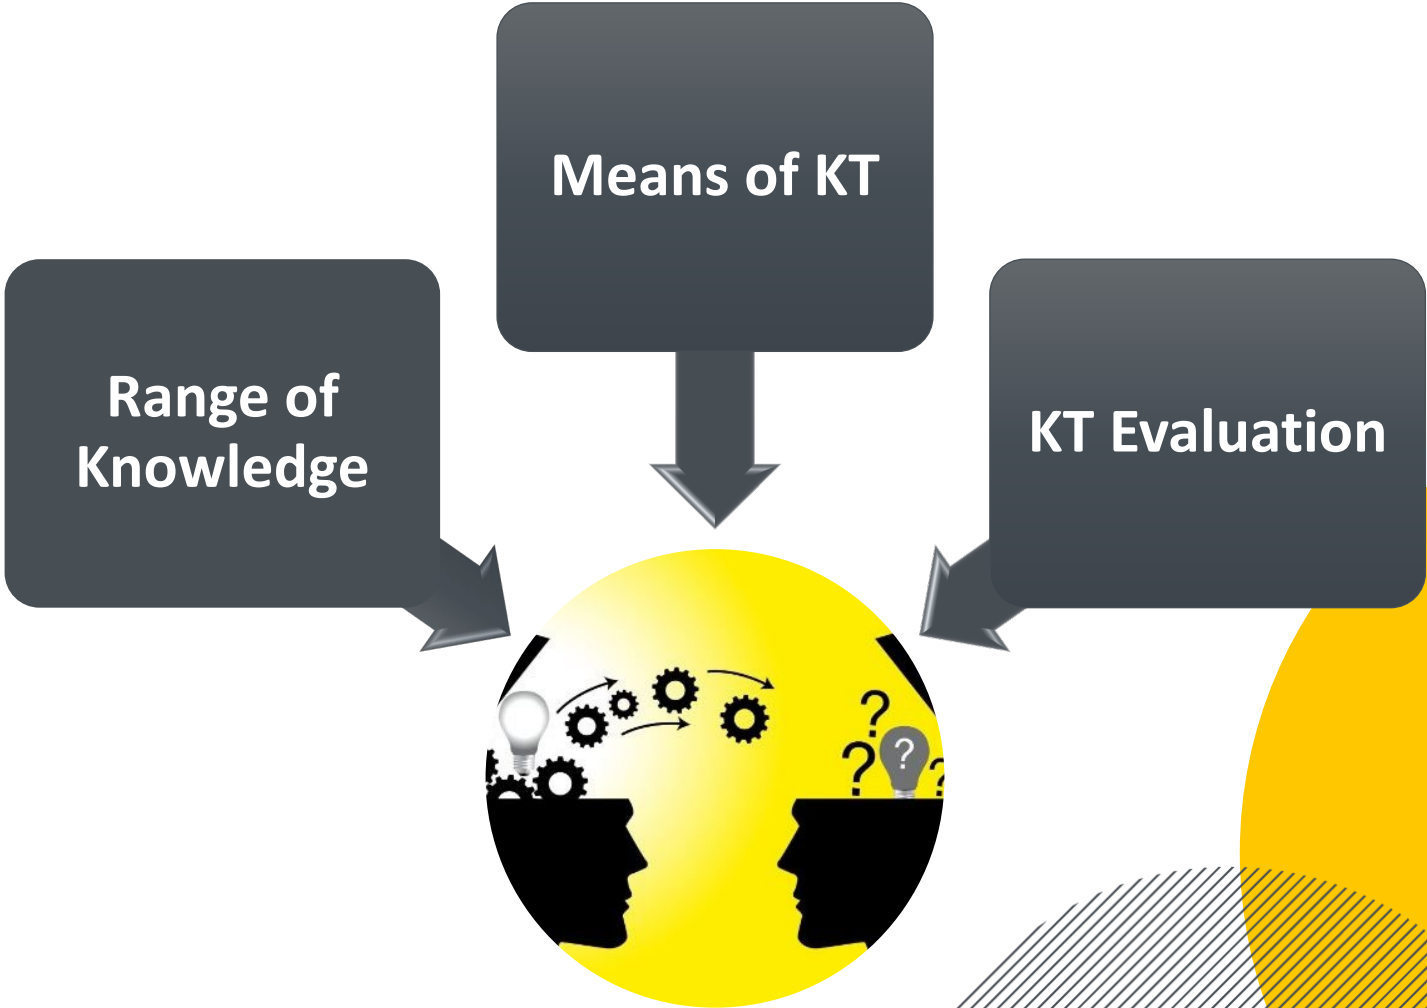 Means of KT
Range of
Knowledge
KT Evaluation
?
?
?
?